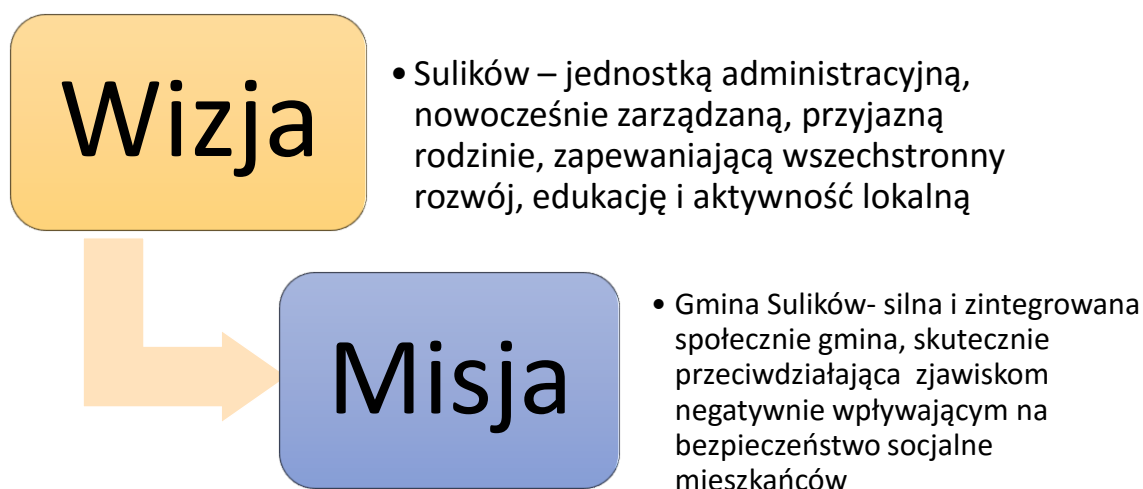 Wizja
• Sulików – jednostką administracyjną,
nowocześnie zarządzaną, przyjazną
rodzinie, zapewaniającą wszechstronny
rozwój, edukację i aktywność lokalną
Misja
• Gmina Sulików- silna i zintegrowana
społecznie gmina, skutecznie
przeciwdziałająca  zjawiskom
negatywnie wpływającym na
bezpieczeństwo socjalne
mieszkańców